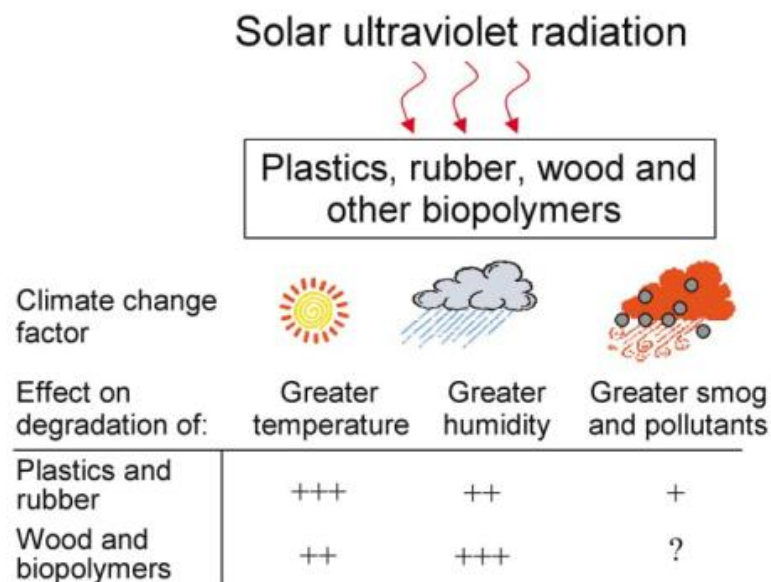 Solar ultraviolet radiation
Plastics, rubber, wood and
other biopolymers
Climate change
factor
Effect on
degradation of:
Greater
temperature
Greater
humidity
Greater smog
and pollutants
Plastics and
rubber
+++
++
+
Wood and
biopolymers
++
+++
?